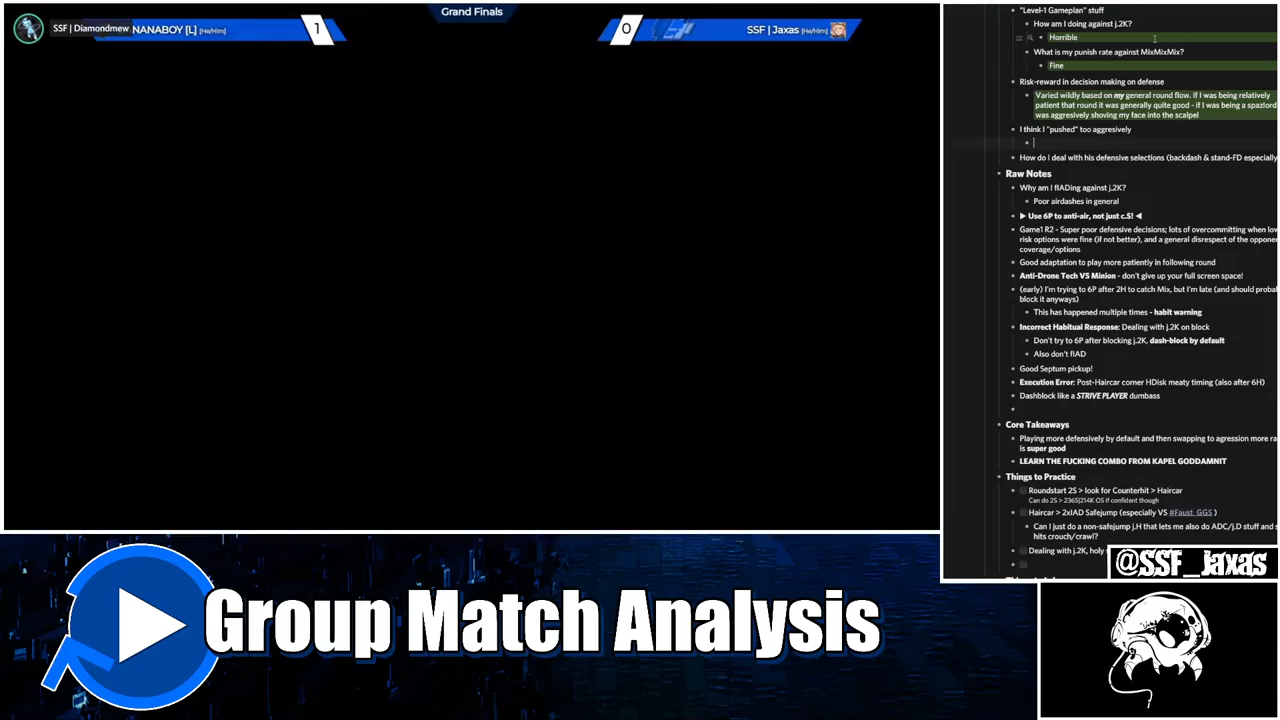 Grand Finals
SSF | Diamondmew
NANABOY [L] [He/Him]
1
0
SSF | Jaxas [He/Him]
"Level-1 Gameplan" stuff
How am I doing against j.2K?
Horrible
What is my punish rate against MixMixMix?
Fine
Risk-reward in decision making on defense
Varied wildly based on my general round flow. If I was being relatively
patient that round it was generally quite good - if I was being a spazlord
was aggresively shoving my face into the scalpel
I think I "pushed" too aggresively
How do I deal with his defensive selections (backdash & stand-FD especially
Raw Notes
Why am I flADing against j.2K?
Poor airdashes in general
▶ Use 6P to anti-air, not just c.S! ◀
Game1 R2 - Super poor defensive decisions; lots of overcommitting when low
risk options were fine (if not better), and a general disrespect of the opponen
coverage/options
Good adaptation to play more patiently in following round
Anti-Drone Tech VS Minion - don't give up your full screen space!
(early) I'm trying to 6P after 2H to catch Mix, but I'm late (and should probal
block it anyways)
This has happened multiple times - habit warning
Incorrect Habitual Response: Dealing with j.2K on block
Don't try to 6P after blocking j.2K, dash-block by default
Also don't flAD
Good Septum pickup!
Execution Error: Post-Haircar corner HDisk meaty timing (also after 6H)
Dashblock like a STRIVE PLAYER dumbass
Core Takeaways
Playing more defensively by default and then swapping to agression more ra
is super good
LEARN THE FUCKING COMBO FROM KAPEL GODDAMNIT
Things to Practice
Roundstart 2S > look for Counterhit > Haircar
Can do 2S > 236S|214K OS if confident though
Haircar > 2xIAD Safejump (especially VS #Faust_GGS )
Can I just do a non-safejump j.H that lets me also do ADC/j.D stuff and s
hits crouch/crawl?
Dealing with j.2K, holy
@SSF_Jaxas
Group Match Analysis